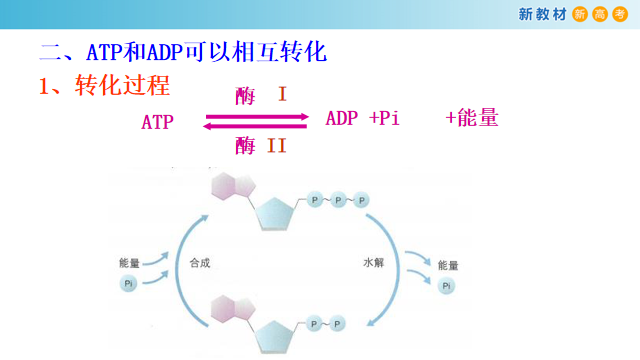 新教材 新 高 考
二、ATP和ADP可以相互转化
1、转化过程
酶 I
ATP
ADP +Pi +能量
酶 II
P~P~P
能量
合成
水解
能量
Pi
Pi
P~P